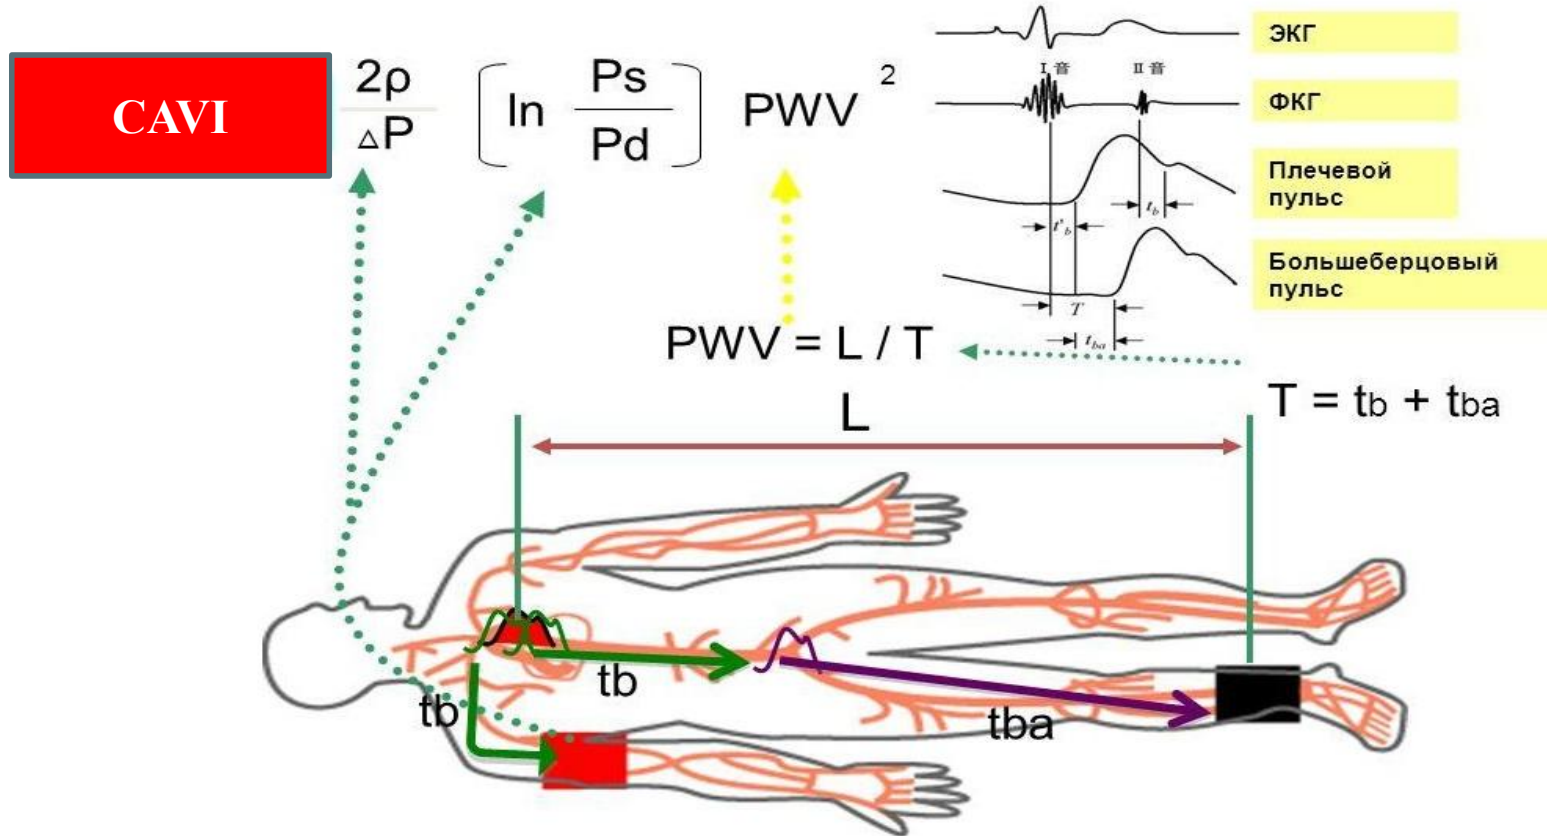 CAVI
2ρ
△P
ln
Ps
Pd
PWV
2
ЭКГ
I 音
II 音
ФКГ
Плечевой
пульс
tb
t'b
Большеберцовый
пульс
T
tba
PWV = L / T
T = tb + tba
L
tb
tb
tba